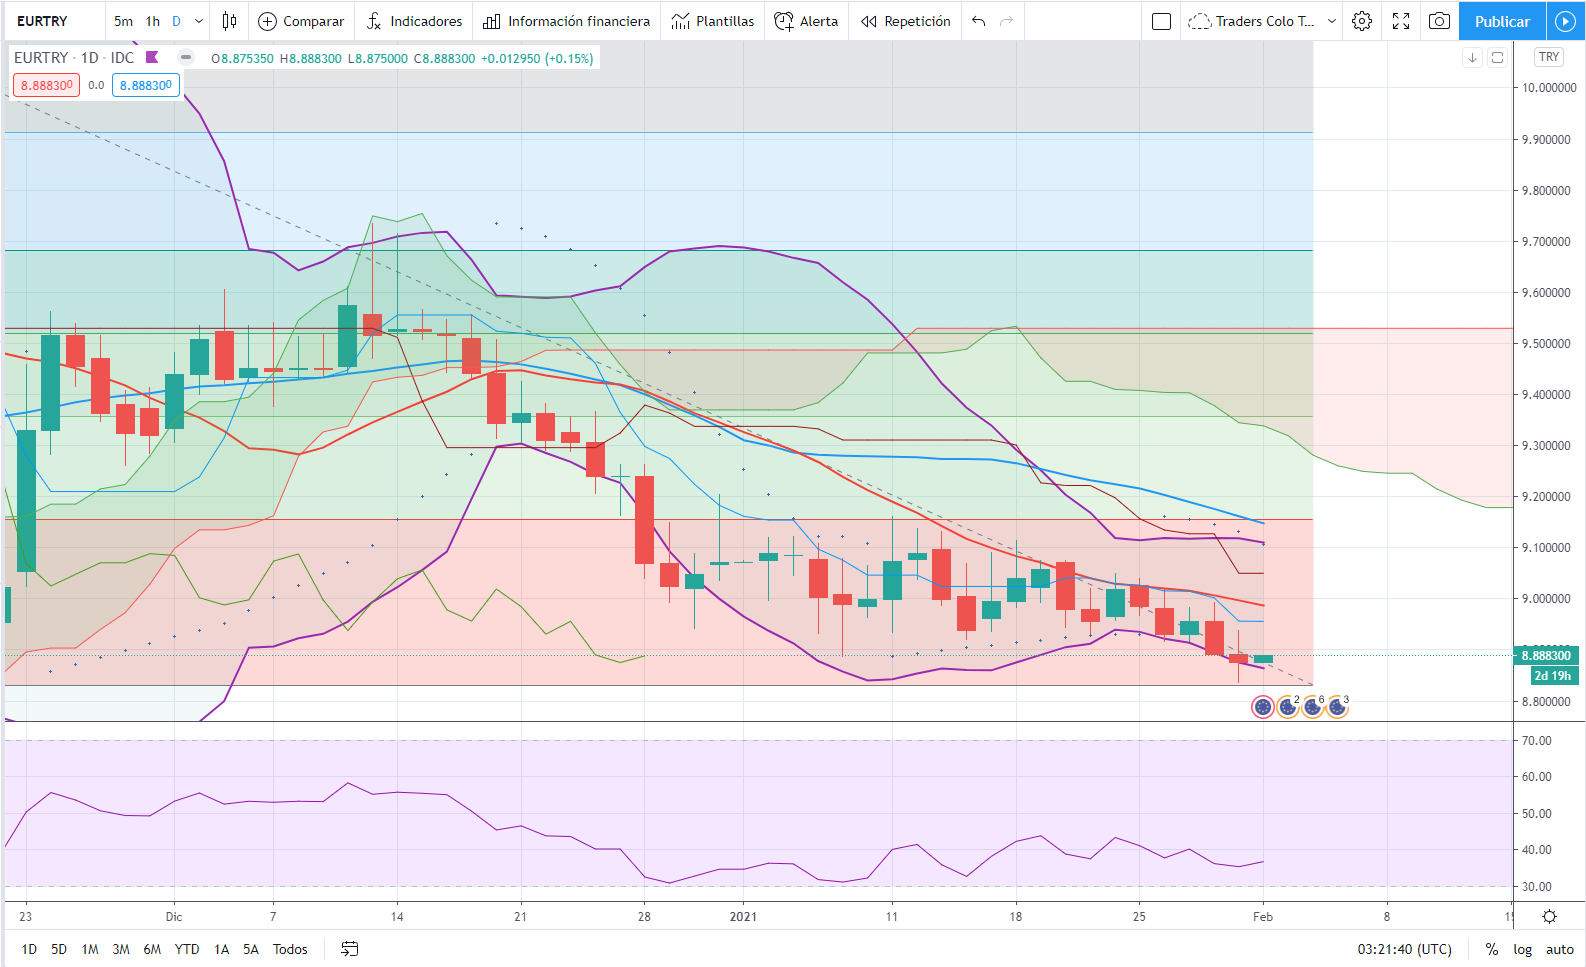 EURTRY 5m 1h D Comparar Indicadores Información financiera Plantillas Alerta Repetición Traders Colo T... Publicar
EURTRY · 1D · IDC O8.875350 H8.888300 L8.875000 C8.888300 +0.012950 (+0.15%) TRY
8.888300 0.0 8.888300
10.000000
9.900000
9.800000
9.700000
9.600000
9.500000
9.400000
9.300000
9.200000
9.100000
9.000000
8.888300
2d 19h
8.800000
2 6 3
70.00
60.00
50.00
40.00
30.00
23 Dic 7 14 21 28 2021 11 18 25 Feb 8
1D 5D 1M 3M 6M YTD 1A 5A Todos 03:21:40 (UTC) % log auto